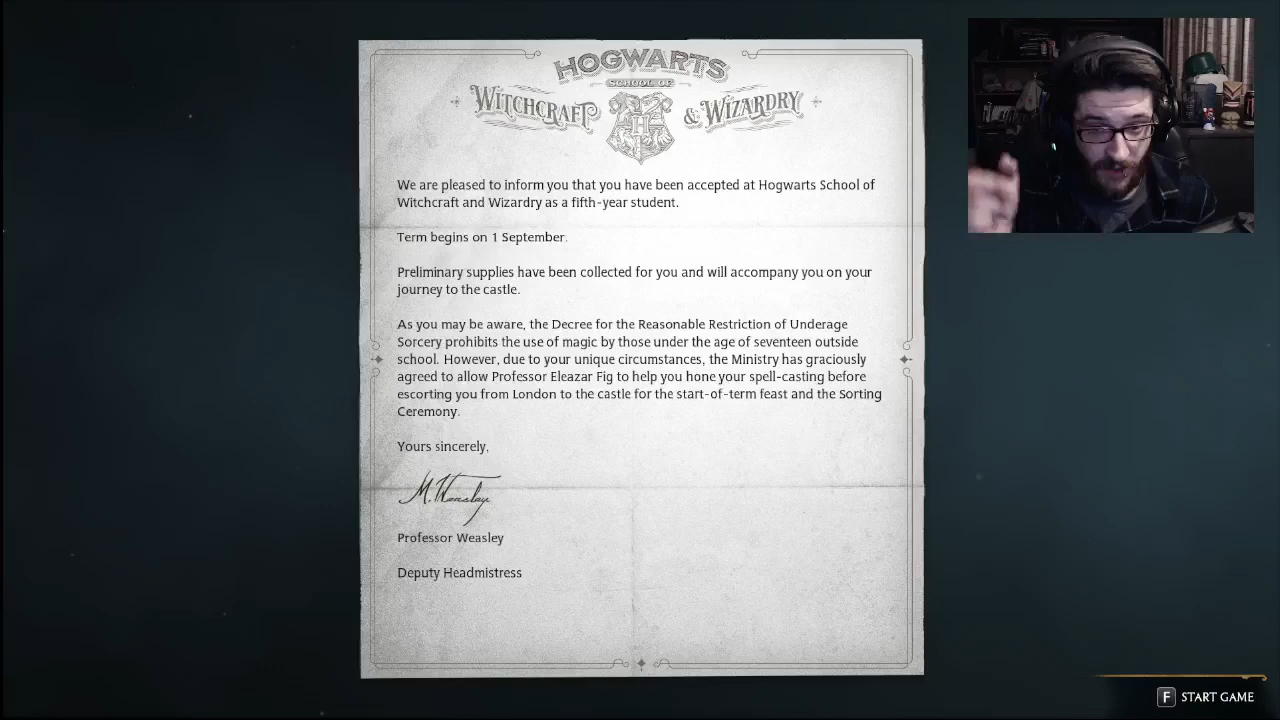 HOGWARTS
SCHOOL OF
WITCHCRAFT & WIZARDRY
H
We are pleased to inform you that you have been accepted at Hogwarts School of
Witchcraft and Wizardry as a fifth-year student.
Term begins on 1 September.
Preliminary supplies have been collected for you and will accompany you on your
journey to the castle.
As you may be aware, the Decree for the Reasonable Restriction of Underage
Sorcery prohibits the use of magic by those under the age of seventeen outside
school. However, due to your unique circumstances, the Ministry has graciously
agreed to allow Professor Eleazar Fig to help you hone your spell-casting before
escorting you from London to the castle for the start-of-term feast and the Sorting
Ceremony.
Yours sincerely,
M. Weasley
Professor Weasley
Deputy Headmistress
F START GAME